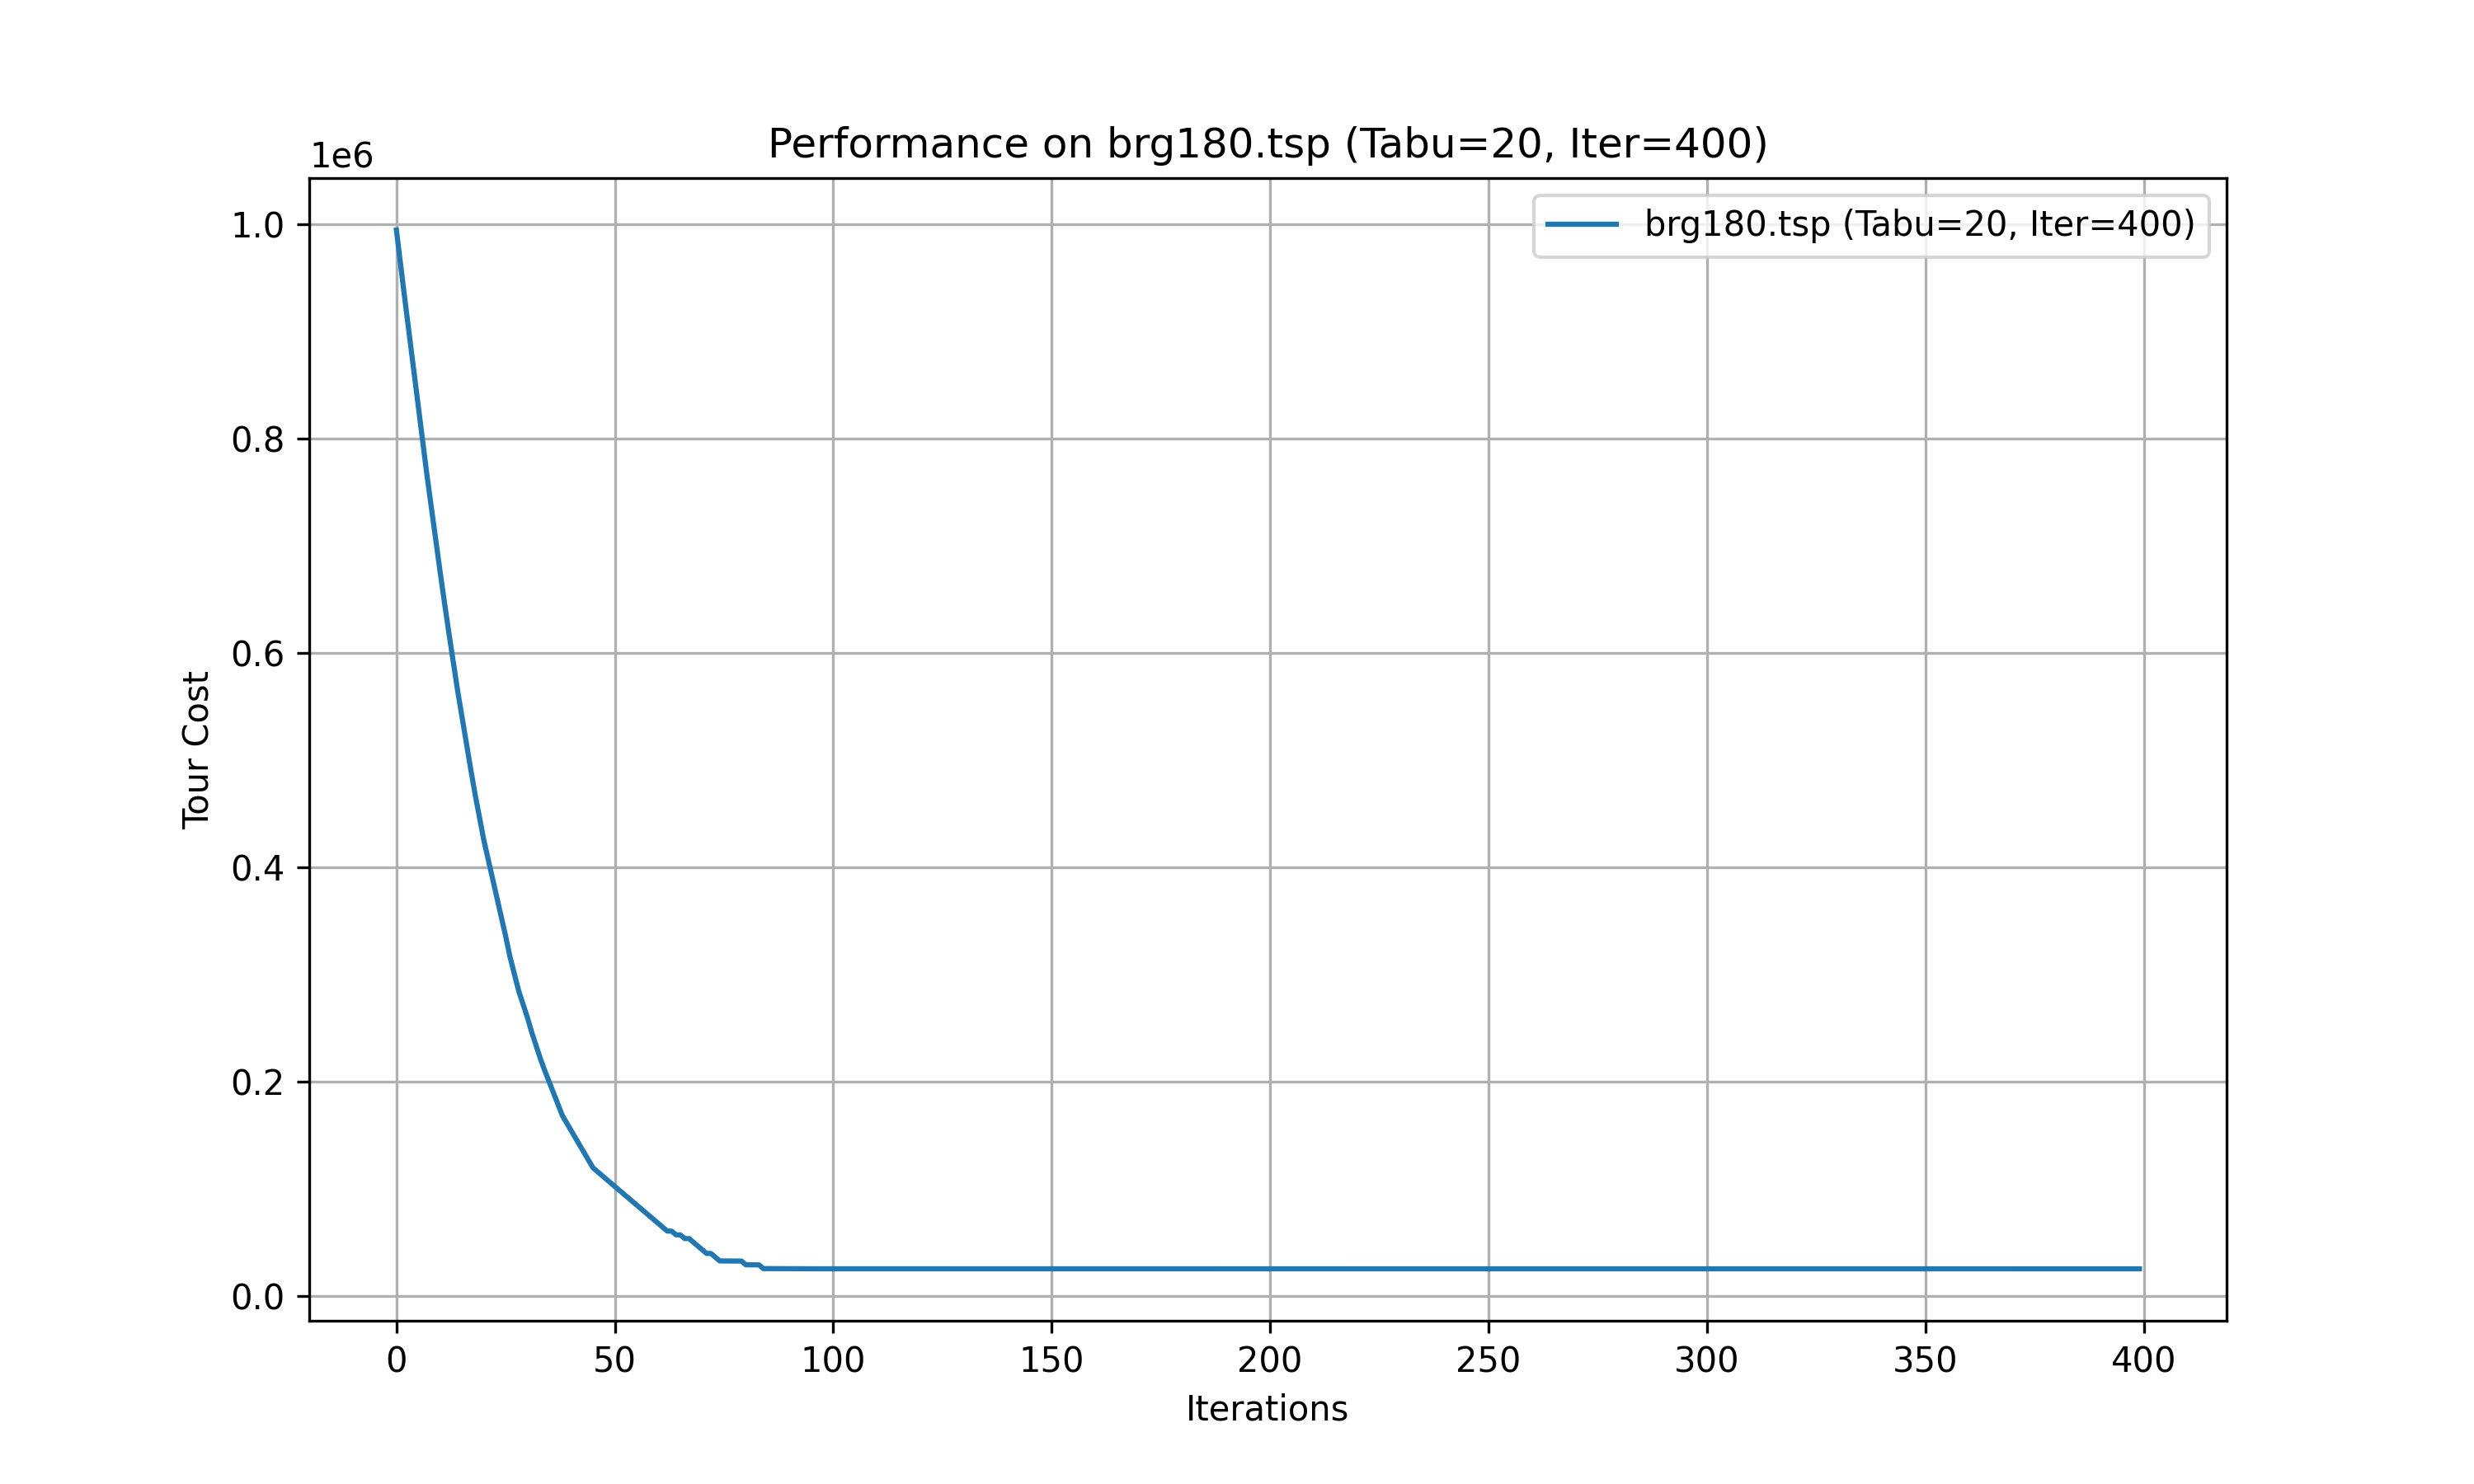 Performance on brg180.tsp (Tabu=20, Iter=400)
1e6
brg180.tsp (Tabu=20, Iter=400)
1.0
0.8
0.6
0.4
0.2
0.0
Tour Cost
0 50 100 150 200 250 300 350 400
Iterations